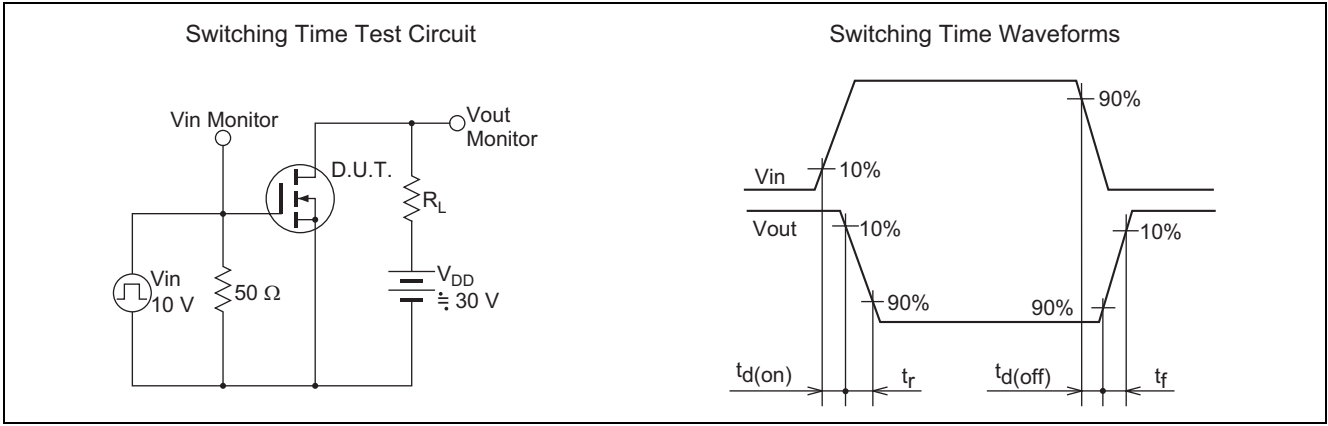 Switching Time Test Circuit
Vin Monitor
Vout
Monitor
D.U.T.
RL
Vin
10 V
50 Ω
VDD
≒ 30 V
Switching Time Waveforms
90%
Vin
10%
Vout
10%
10%
90%
90%
td(on)
tr
td(off)
tf